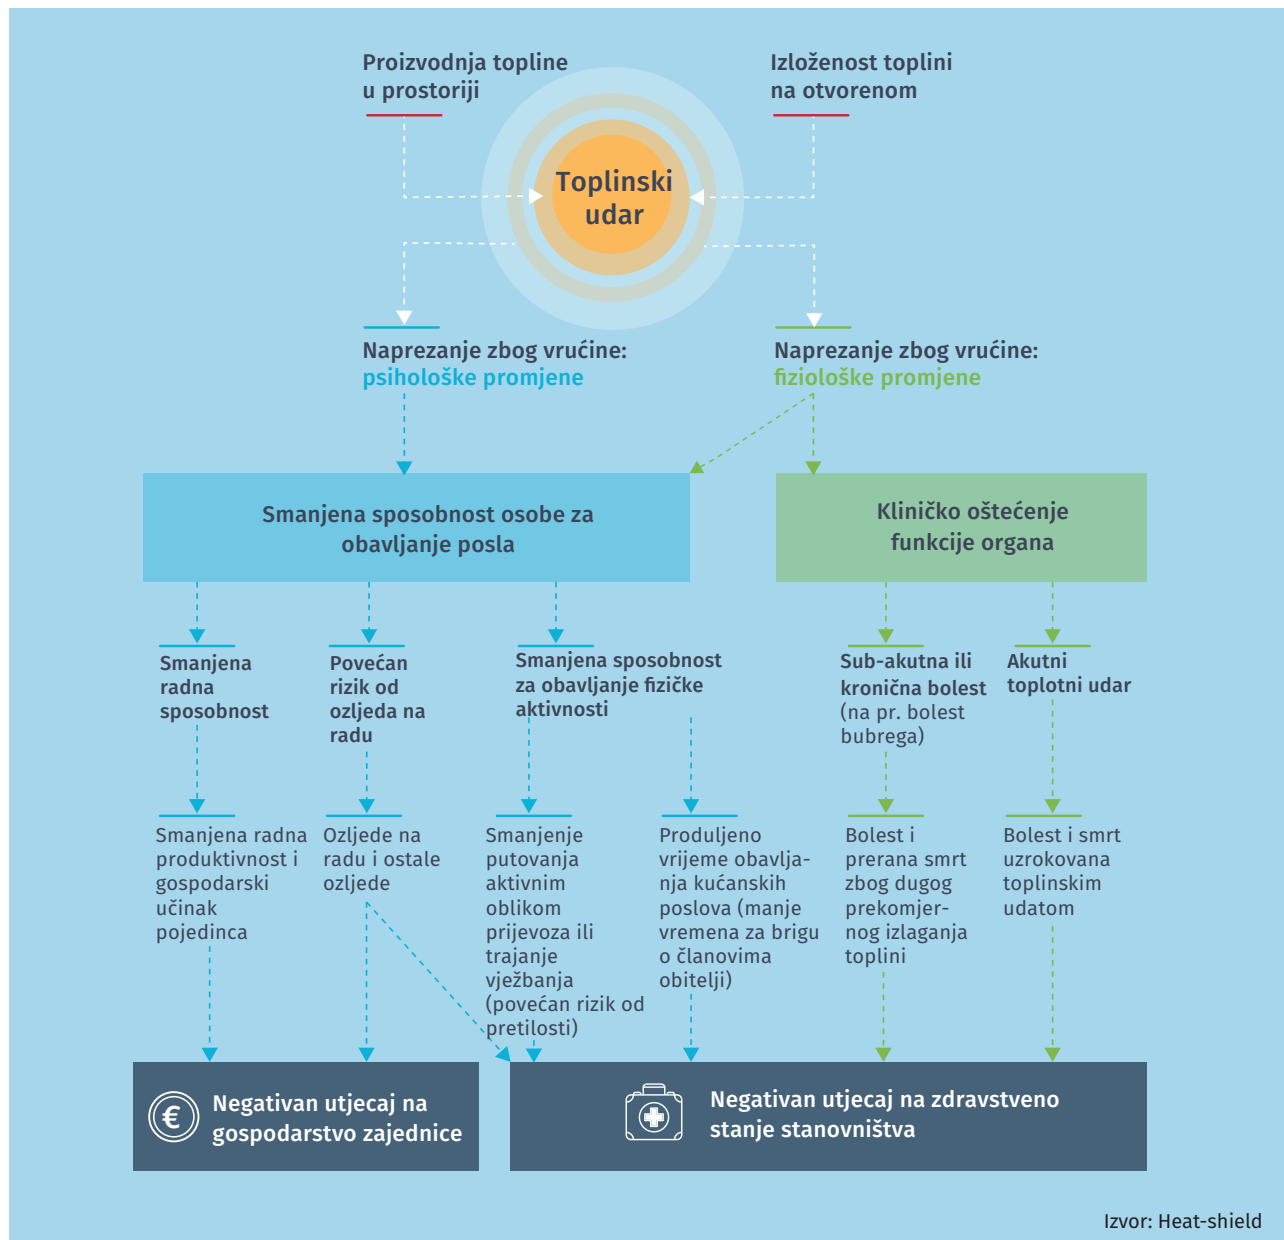 Proizvodnja topline
u prostoriji
Izloženost toplini
na otvorenom
Toplinski
udar
Naprezanje zbog vrućine:
psihološke promjene
Naprezanje zbog vrućine:
fiziološke promjene
Smanjena sposobnost osobe za
obavljanje posla
Kliničko oštećenje
funkcije organa
Smanjena
radna
sposobnost
Povećan
rizik od
ozljeda na
radu
Smanjena sposobnost
za obavljanje fizičke
aktivnosti
Sub-akutna ili
kronična bolest
(na pr. bolest
bubrega)
Akutni
toplotni udar
Smanjena radna
produktivnost i
gospodarski
učinak
pojedinca
Ozljede na
radu i ostale
ozljede
Smanjenje
putovanja
aktivnim
oblikom
prijevoza ili
trajanje
vježbanja
(povećan rizik od
pretilosti)
Produljeno
vrijeme obavlja-
nja kućanskih
poslova (manje
vremena za brigu
o članovima
obitelji)
Bolest i
prerana smrt
zbog dugog
prekomjer-
nog izlaganja
toplini
Bolest i smrt
uzrokovana
toplinskim
udatom
€
Negativan utjecaj na
gospodarstvo zajednice
Negativan utjecaj na zdravstveno
stanje stanovništva
Izvor: Heat-shield